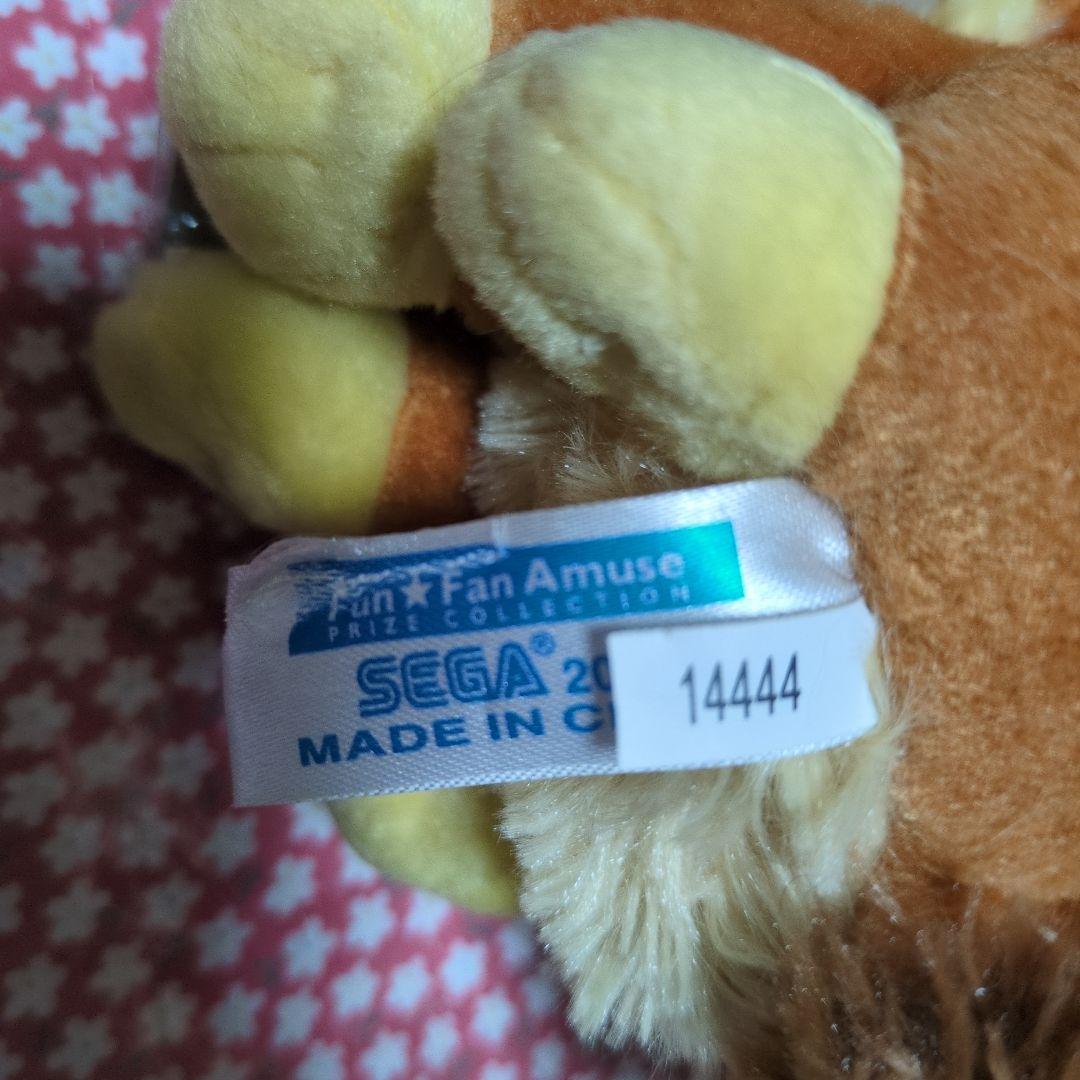 Fun★Fan Amuse
PRIZE COLLECTION
SEGA® 20
MADE IN C
14444